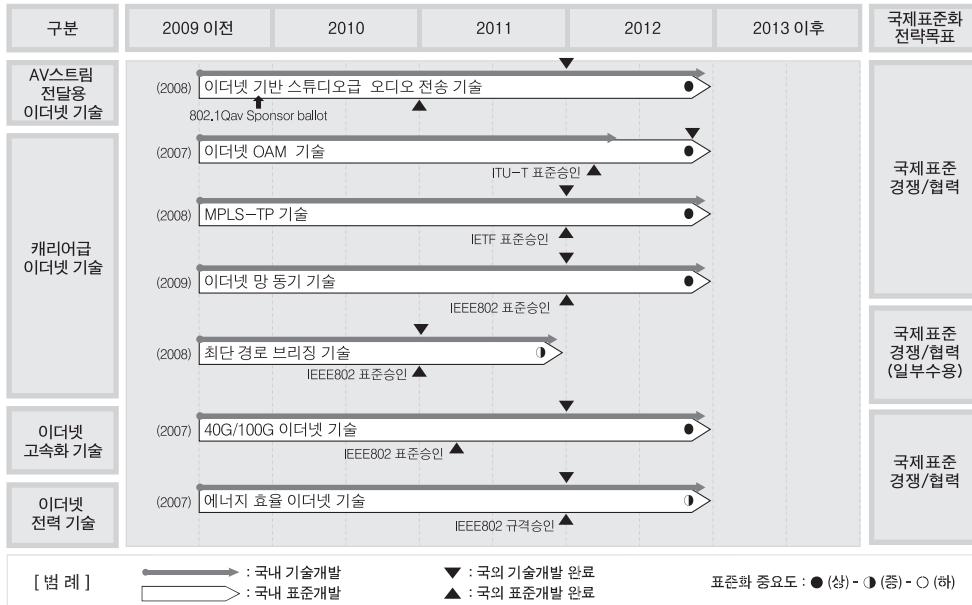 구분
2009 이전
2010
2011
2012
2013 이후
국제표준화
전략목표
AV스트림
전달용
이더넷 기술
(2008)
이더넷 기반 스튜디오급 오디오 전송 기술
802.1Qav Sponsor ballot
캐리어급
이더넷 기술
(2007)
이더넷 OAM 기술
ITU-T 표준승인
(2008)
MPLS-TP 기술
IETF 표준승인
(2009)
이더넷 망 동기 기술
IEEE802 표준승인
국제표준
경쟁/협력
(2008)
최단 경로 브리징 기술
IEEE802 표준승인
국제표준
경쟁/협력
(일부수용)
이더넷
고속화 기술
(2007)
40G/100G 이더넷 기술
IEEE802 표준승인
이더넷
전력 기술
(2007)
에너지 효율 이더넷 기술
IEEE802 규격승인
국제표준
경쟁/협력
[범 례]
: 국내 기술개발
: 국내 표준개발
▼ : 국외 기술개발 완료
▲ : 국외 표준개발 완료
표준화 중요도 : ● (상) - ◑ (중) - ○ (하)